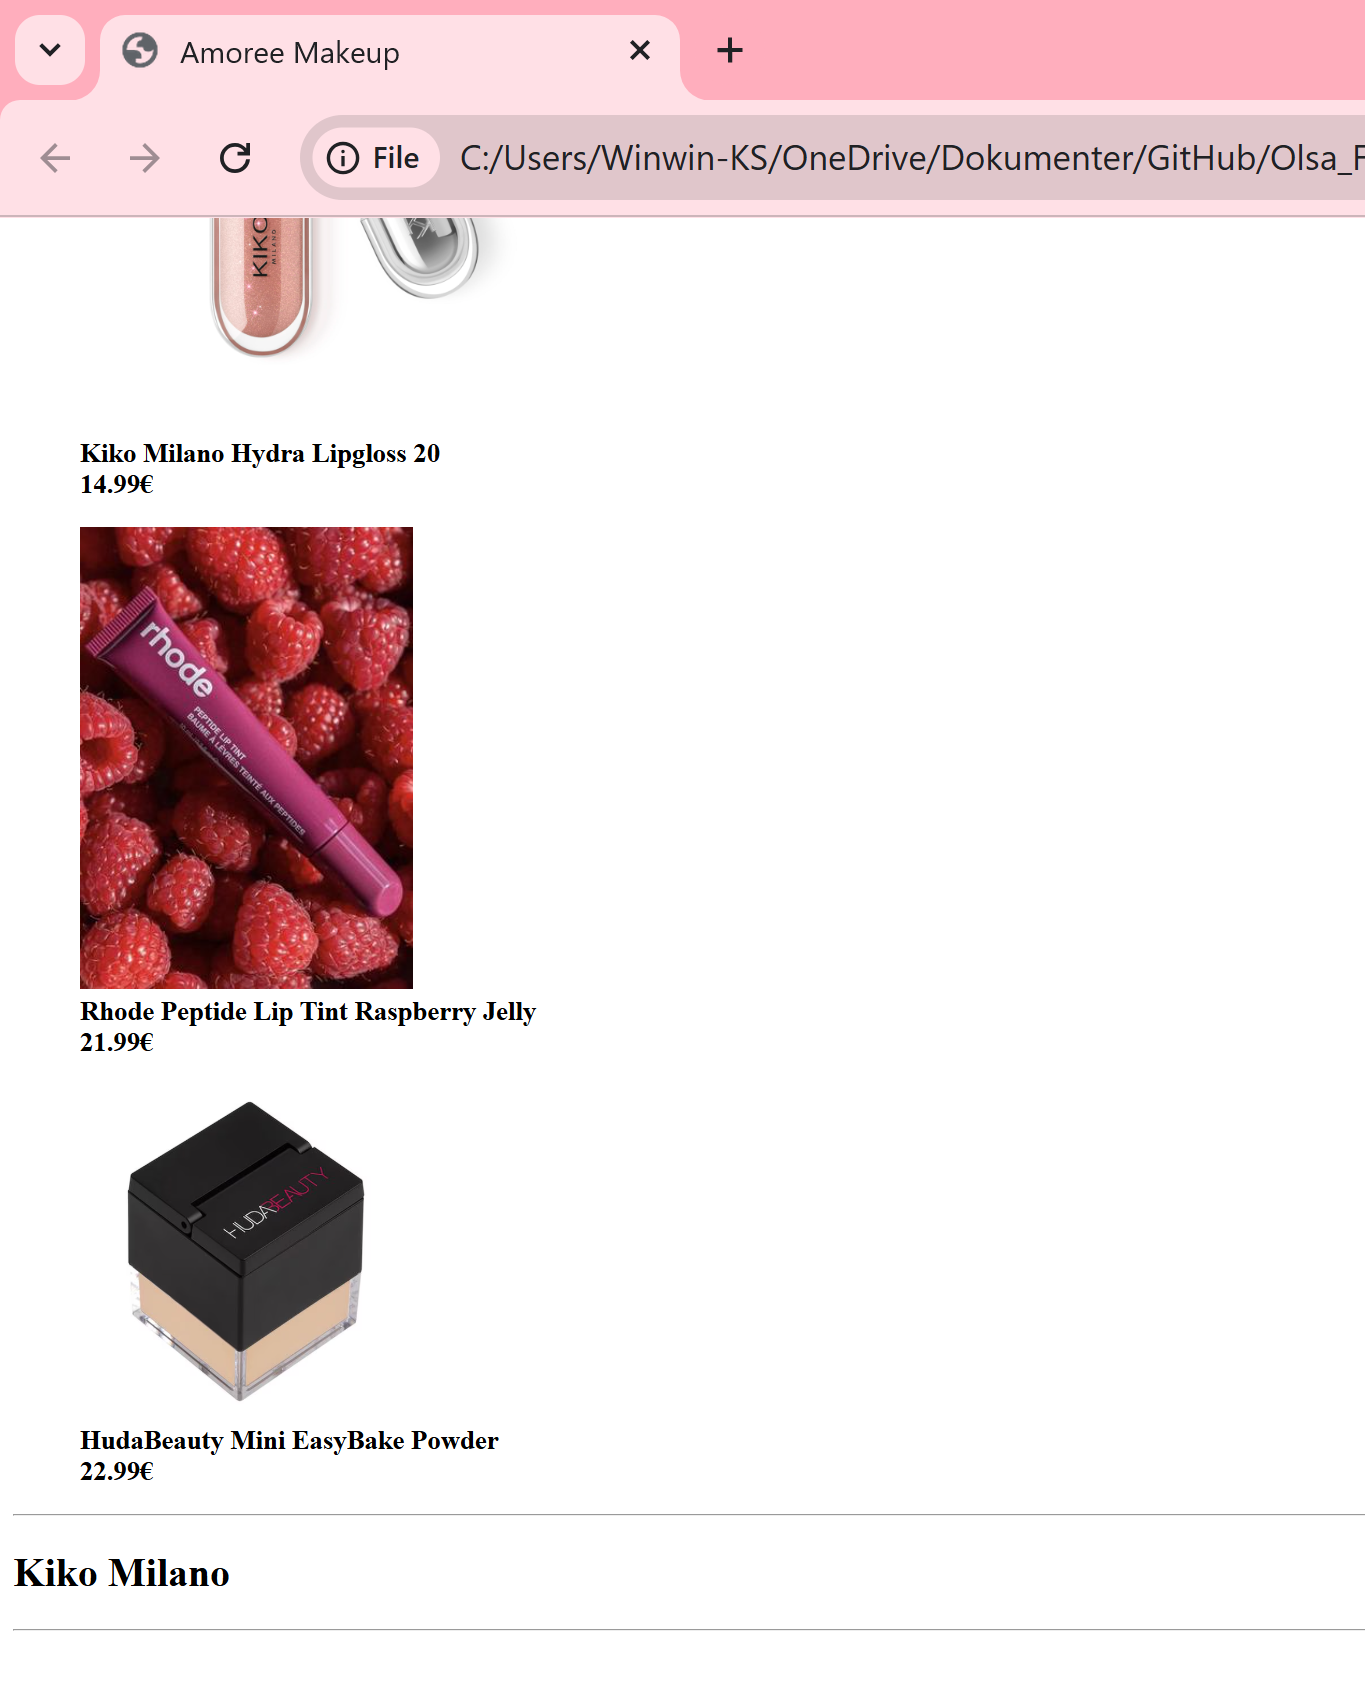 Amoree Makeup
File
C:/Users/Winwin-KS/OneDrive/Dokumenter/GitHub/Olsa_F
KIKO
MILANO
Kiko Milano Hydra Lipgloss 20
14.99€
rhode
PEPTIDE LIP TINT
BAUME À LÈVRES TEINTÉ AUX PEPTIDES
Rhode Peptide Lip Tint Raspberry Jelly
21.99€
HUDABEAUTY
HudaBeauty Mini EasyBake Powder
22.99€
Kiko Milano